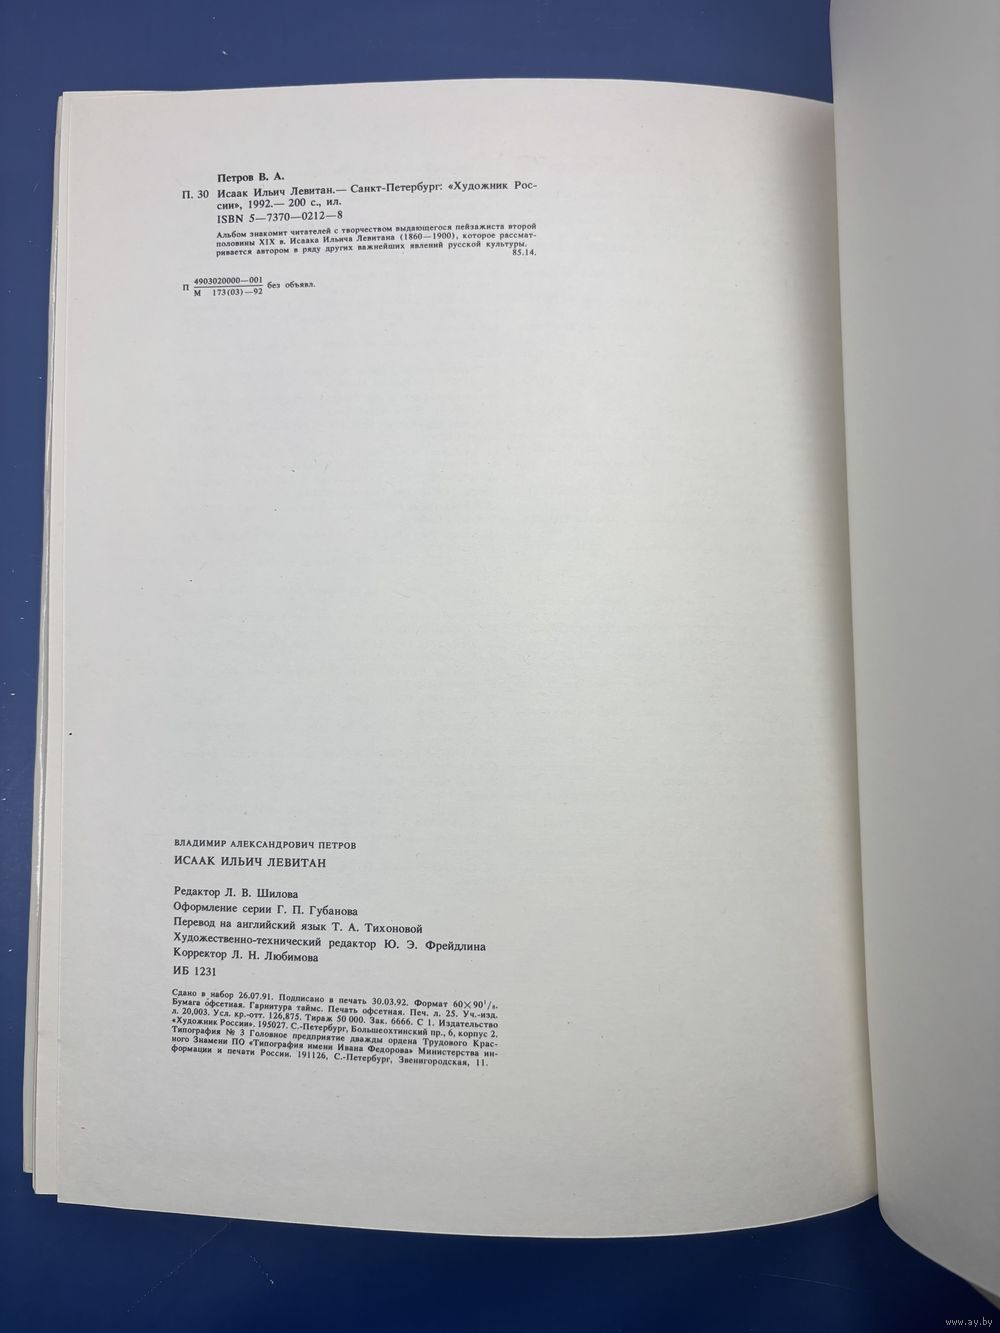 Петров В. А.
П. 30 Исаак Ильич Левитан.— Санкт-Петербург: «Художник Рос-
сии», 1992.— 200 с., ил.
ISBN 5—7370—0212—8
Альбом знакомит читателей с творчеством выдающегося пейзажиста второй
половины XIX в. Исаака Ильича Левитана (1860—1900), которое рассмат-
ривается автором в ряду других важнейших явлений русской культуры.
85.14.
П 4903020000—001 без объявл.
М 173(03)—92
ВЛАДИМИР АЛЕКСАНДРОВИЧ ПЕТРОВ
ИСААК ИЛЬИЧ ЛЕВИТАН
Редактор Л. В. Шилова
Оформление серии Г. П. Губанова
Перевод на английский язык Т. А. Тихоновой
Художественно-технический редактор Ю. Э. Фрейдлина
Корректор Л. Н. Любимова
ИБ 1231
Сдано в набор 26.07.91. Подписано в печать 30.03.92. Формат 60×90¹/₈.
Бумага офсетная. Гарнитура таймс. Печать офсетная. Печ. л. 25. Уч.-изд.
л. 20,003. Усл. кр.-отт. 126,875. Тираж 50 000. Зак. 6666. С 1. Издательство
«Художник России». 195027. С.-Петербург, Большеохтинский пр., 6, корпус 2.
Типография № 3 Головное предприятие дважды ордена Трудового Крас-
ного Знамени ПО «Типография имени Ивана Федорова» Министерства ин-
формации и печати России. 191126, С.-Петербург, Звенигородская, 11.
www.ay.by